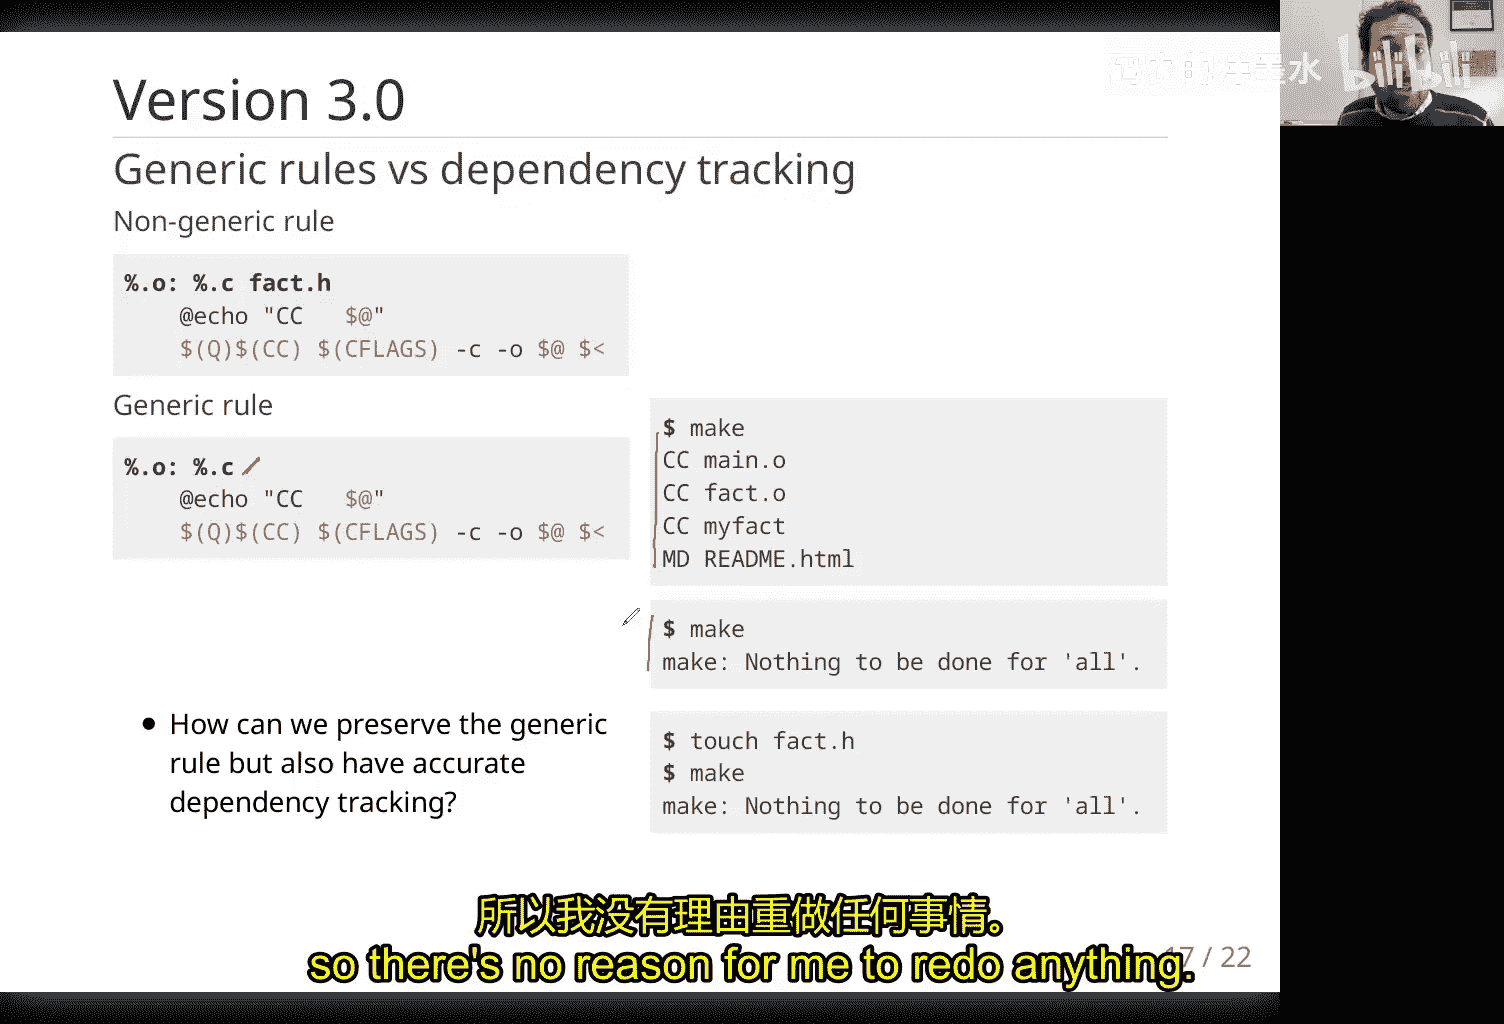 Version 3.0
Generic rules vs dependency tracking
Non-generic rule
%.o: %.c fact.h
@echo "CC   $@"
$(Q)$(CC) $(CFLAGS) -c -o $@ $<
Generic rule
%.o: %.c
@echo "CC   $@"
$(Q)$(CC) $(CFLAGS) -c -o $@ $<
$ make
CC main.o
CC fact.o
CC myfact
MD README.html
$ make
make: Nothing to be done for 'all'.
$ touch fact.h
$ make
make: Nothing to be done for 'all'.
● How can we preserve the generic
rule but also have accurate
dependency tracking?
所以我没有理由重做任何事情。
so there's no reason for me to redo anything.
/ 22
bilibili